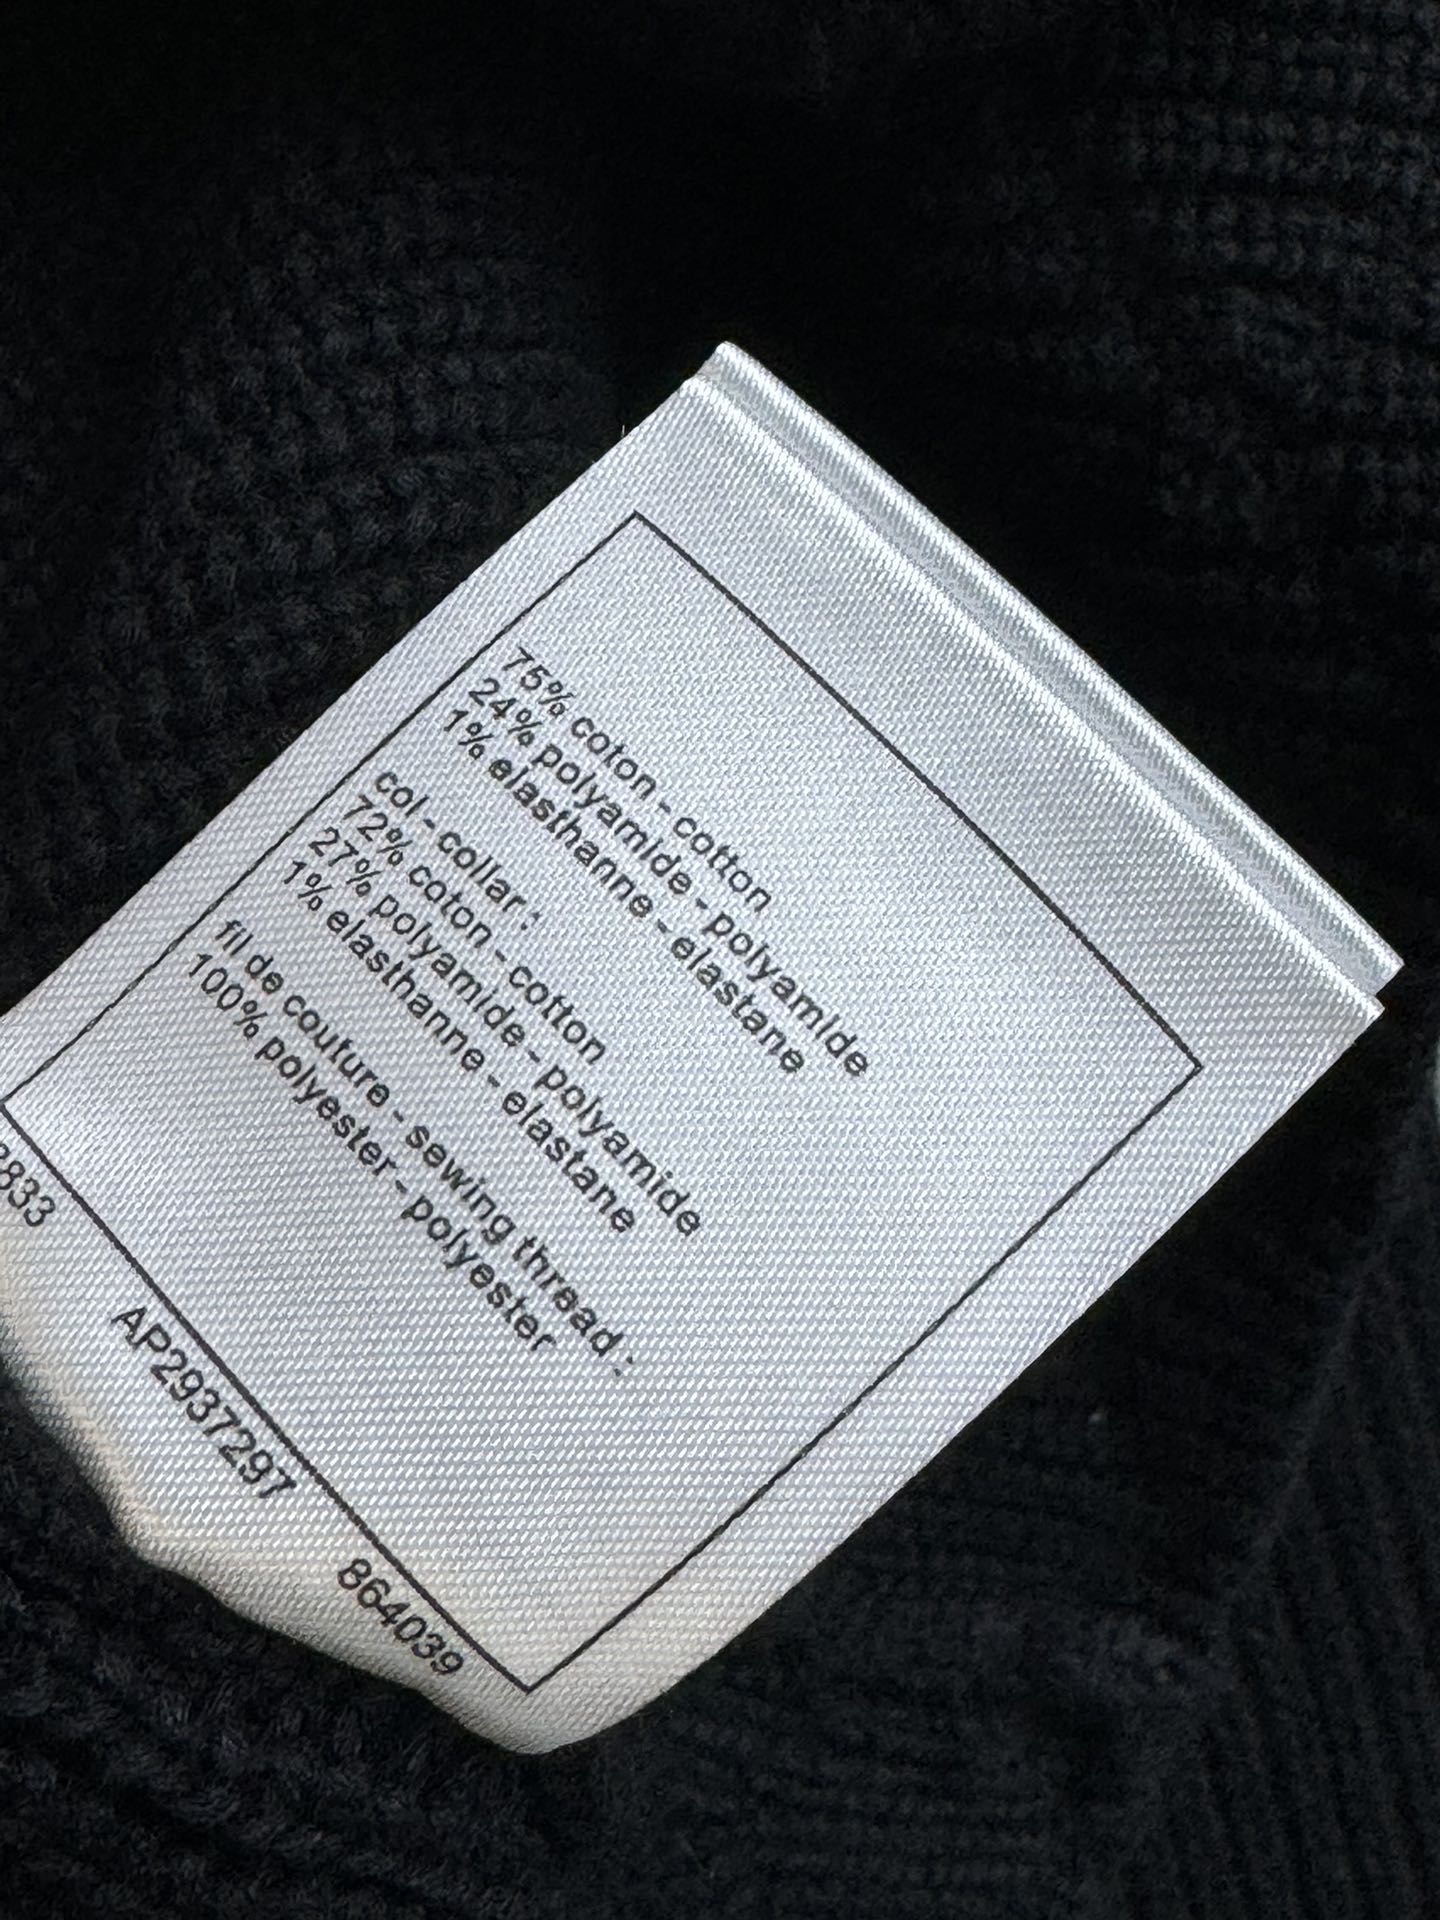 75% coton - cotton
24% polyamide - polyamide
1% elasthanne - elastane
col - collar :
72% coton - cotton
27% polyamide - polyamide
1% elasthanne - elastane
fil de couture - sewing thread :
100% polyester - polyester
833 AP2937297 864039